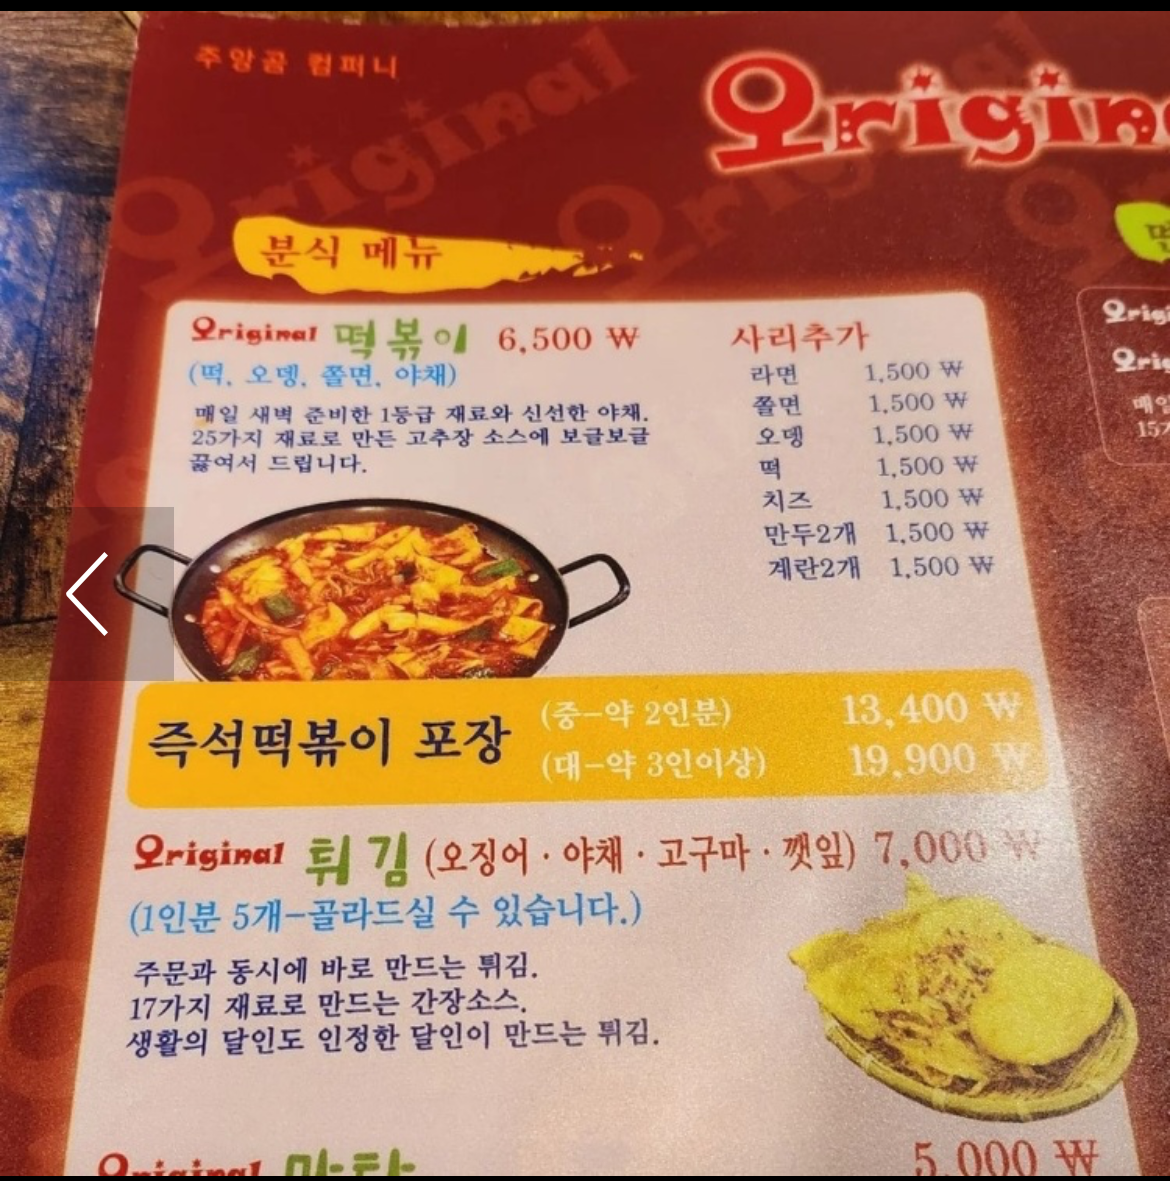 주앙골 컴퍼니
분식 메뉴
Original 떡볶이 6,500 ₩
(떡, 오뎅, 쫄면, 야채)
매일 새벽 준비한 1등급 재료와 신선한 야채.
25가지 재료로 만든 고추장 소스에 보글보글
끓여서 드립니다.
사리추가
라면 1,500 ₩
쫄면 1,500 ₩
오뎅 1,500 ₩
떡 1,500 ₩
치즈 1,500 ₩
만두2개 1,500 ₩
계란2개 1,500 ₩
즉석떡볶이 포장
(중-약 2인분) 13,400 ₩
(대-약 3인이상) 19,900 ₩
Original 튀김 (오징어 · 야채 · 고구마 · 깻잎) 7,000 ₩
(1인분 5개-골라드실 수 있습니다.)
주문과 동시에 바로 만드는 튀김.
17가지 재료로 만드는 간장소스.
생활의 달인도 인정한 달인이 만드는 튀김.
Original 5,000 ₩